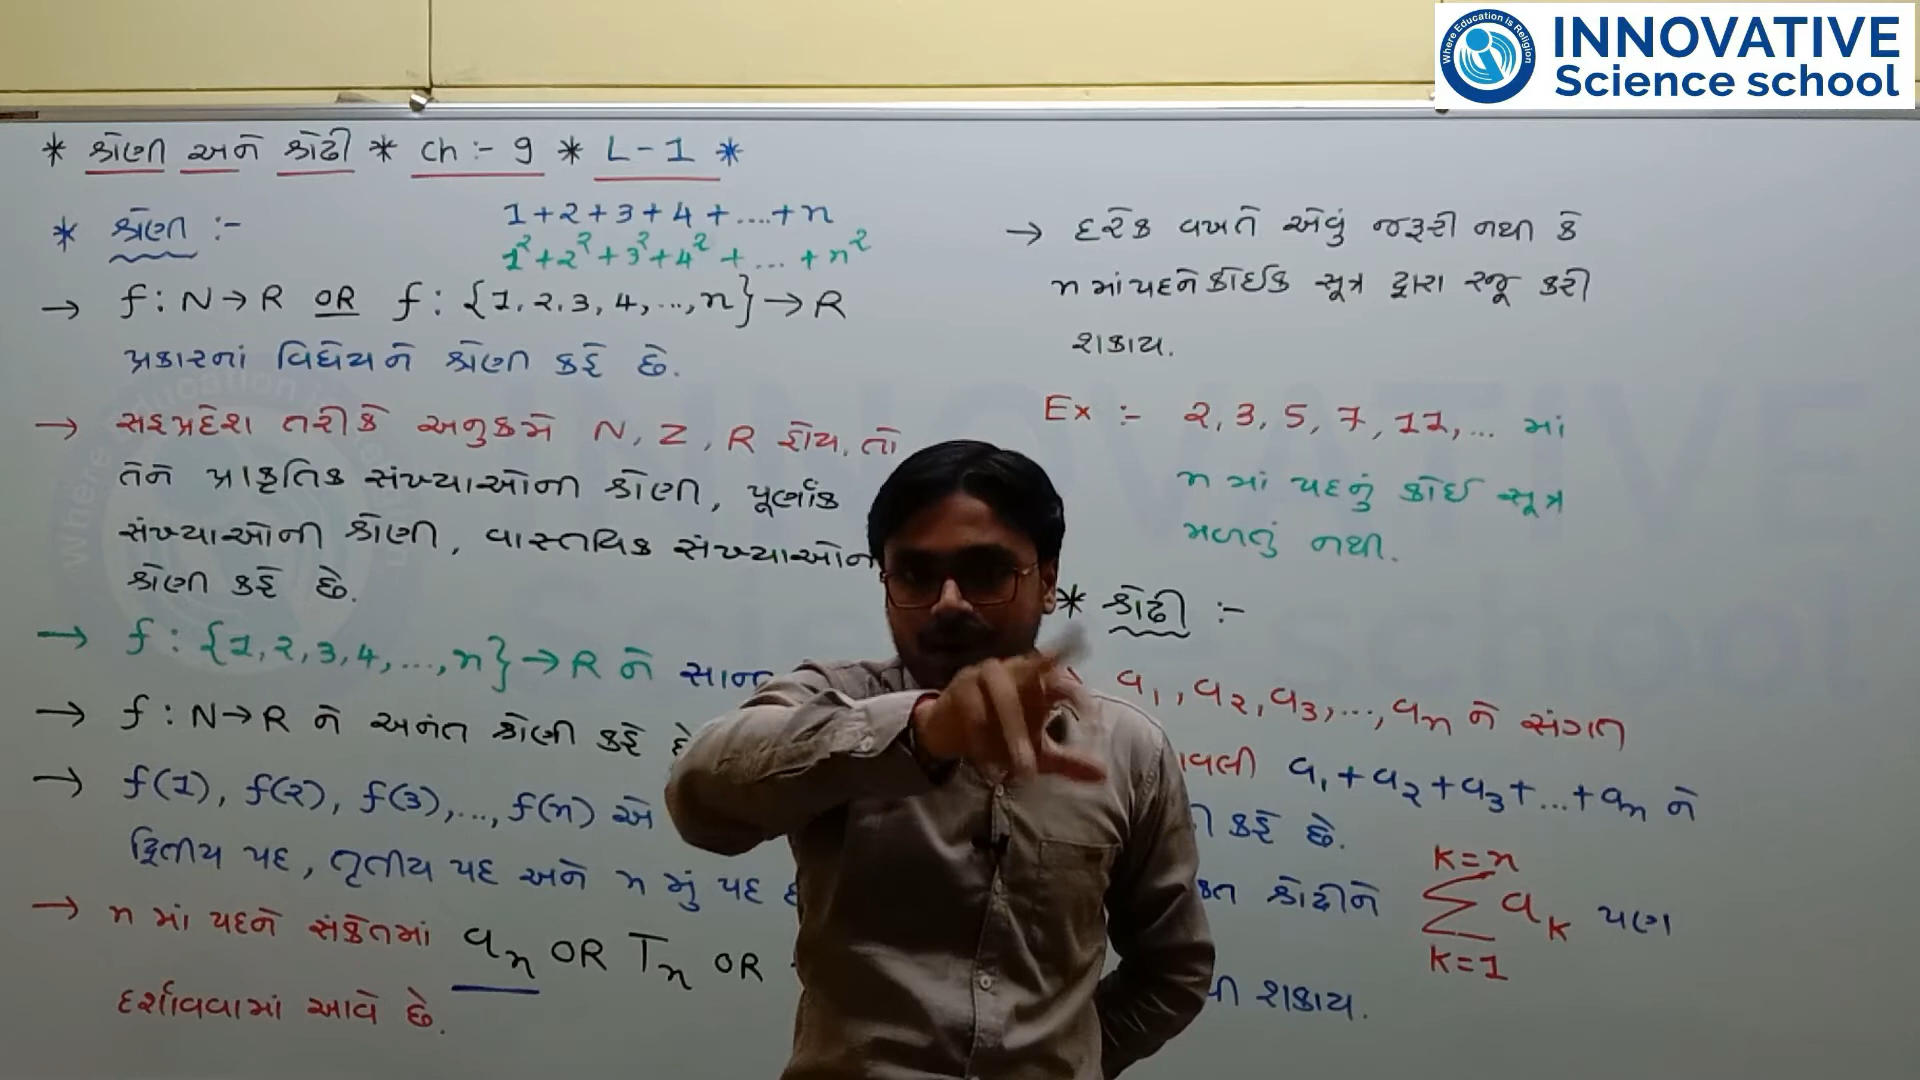 Where Education is Religion
INNOVATIVE
Science school
* શ્રેણી અને શ્રેઢી * Ch :- 9 * L-1 *
* શ્રેણી :-
1+2+3+4+....+n
1²+2²+3²+4²+...+n²
→ f : N→R OR f : {1,2,3,4,...,n}→R
પ્રકારનાં વિધેયને શ્રેણી કહે છે.
→ સહપ્રદેશ તરીકે અનુક્રમે N, Z, R હોય, તો
તેને પ્રાકૃતિક સંખ્યાઓની શ્રેણી, પૂર્ણાંક
સંખ્યાઓની શ્રેણી, વાસ્તવિક સંખ્યાઓની
શ્રેણી કહે છે.
→ f : {1,2,3,4,...,n}→R ને
→ f : N→R ને અનંત શ્રેણી કહે છે
→ f(1), f(2), f(3),..., f(n) એ
દ્વિતીય પદ, તૃતીય પદ અને n મું પદ
→ n માં પદને સંકેતમાં aₙ OR Tₙ OR
દર્શાવવામાં આવે છે.
→ દરેક વખતે એવું જરૂરી નથી કે
n માં પદને કોઈક સૂત્ર દ્વારા રજૂ કરી
શકાય.
Ex :- 2, 3, 5, 7, 11,... માં
n માં પદનું કોઈ સૂત્ર
મળતું નથી.
* શ્રેઢી :-
a₁, a₂, a₃,..., aₙ ને સંગત
a₁+a₂+a₃+...+aₙ ને
કહે છે.
શ્રેઢીને
k=n
∑ aₖ પણ
k=1
શકાય.